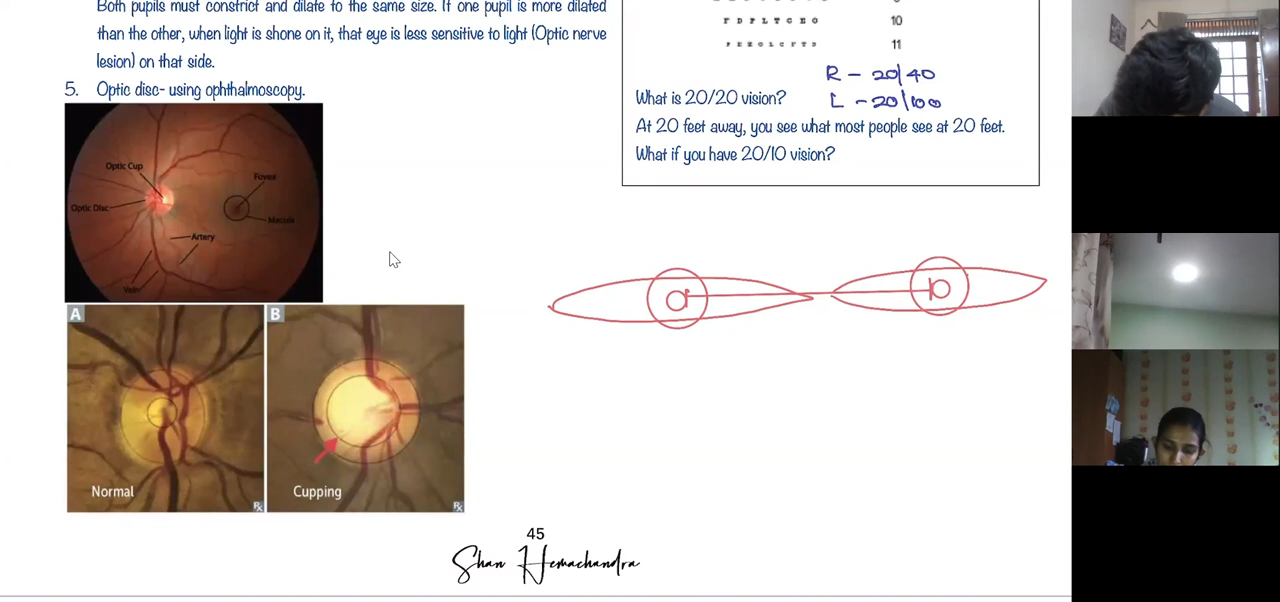 Both pupils must constrict and dilate to the same size. If one pupil is more dilated
than the other, when light is shone on it, that eye is less sensitive to light (Optic nerve
lesion) on that side.
5. Optic disc- using ophthalmoscopy.
Optic Cup
Fovea
Optic Disc
Macula
Artery
Vein
A
B
Normal
Cupping
Rx
Rx
F D P L T C E O
10
P E Z O L C F T D
11
R - 20/40
What is 20/20 vision?
L - 20/100
At 20 feet away, you see what most people see at 20 feet.
What if you have 20/10 vision?
45
Shan Hemachandra